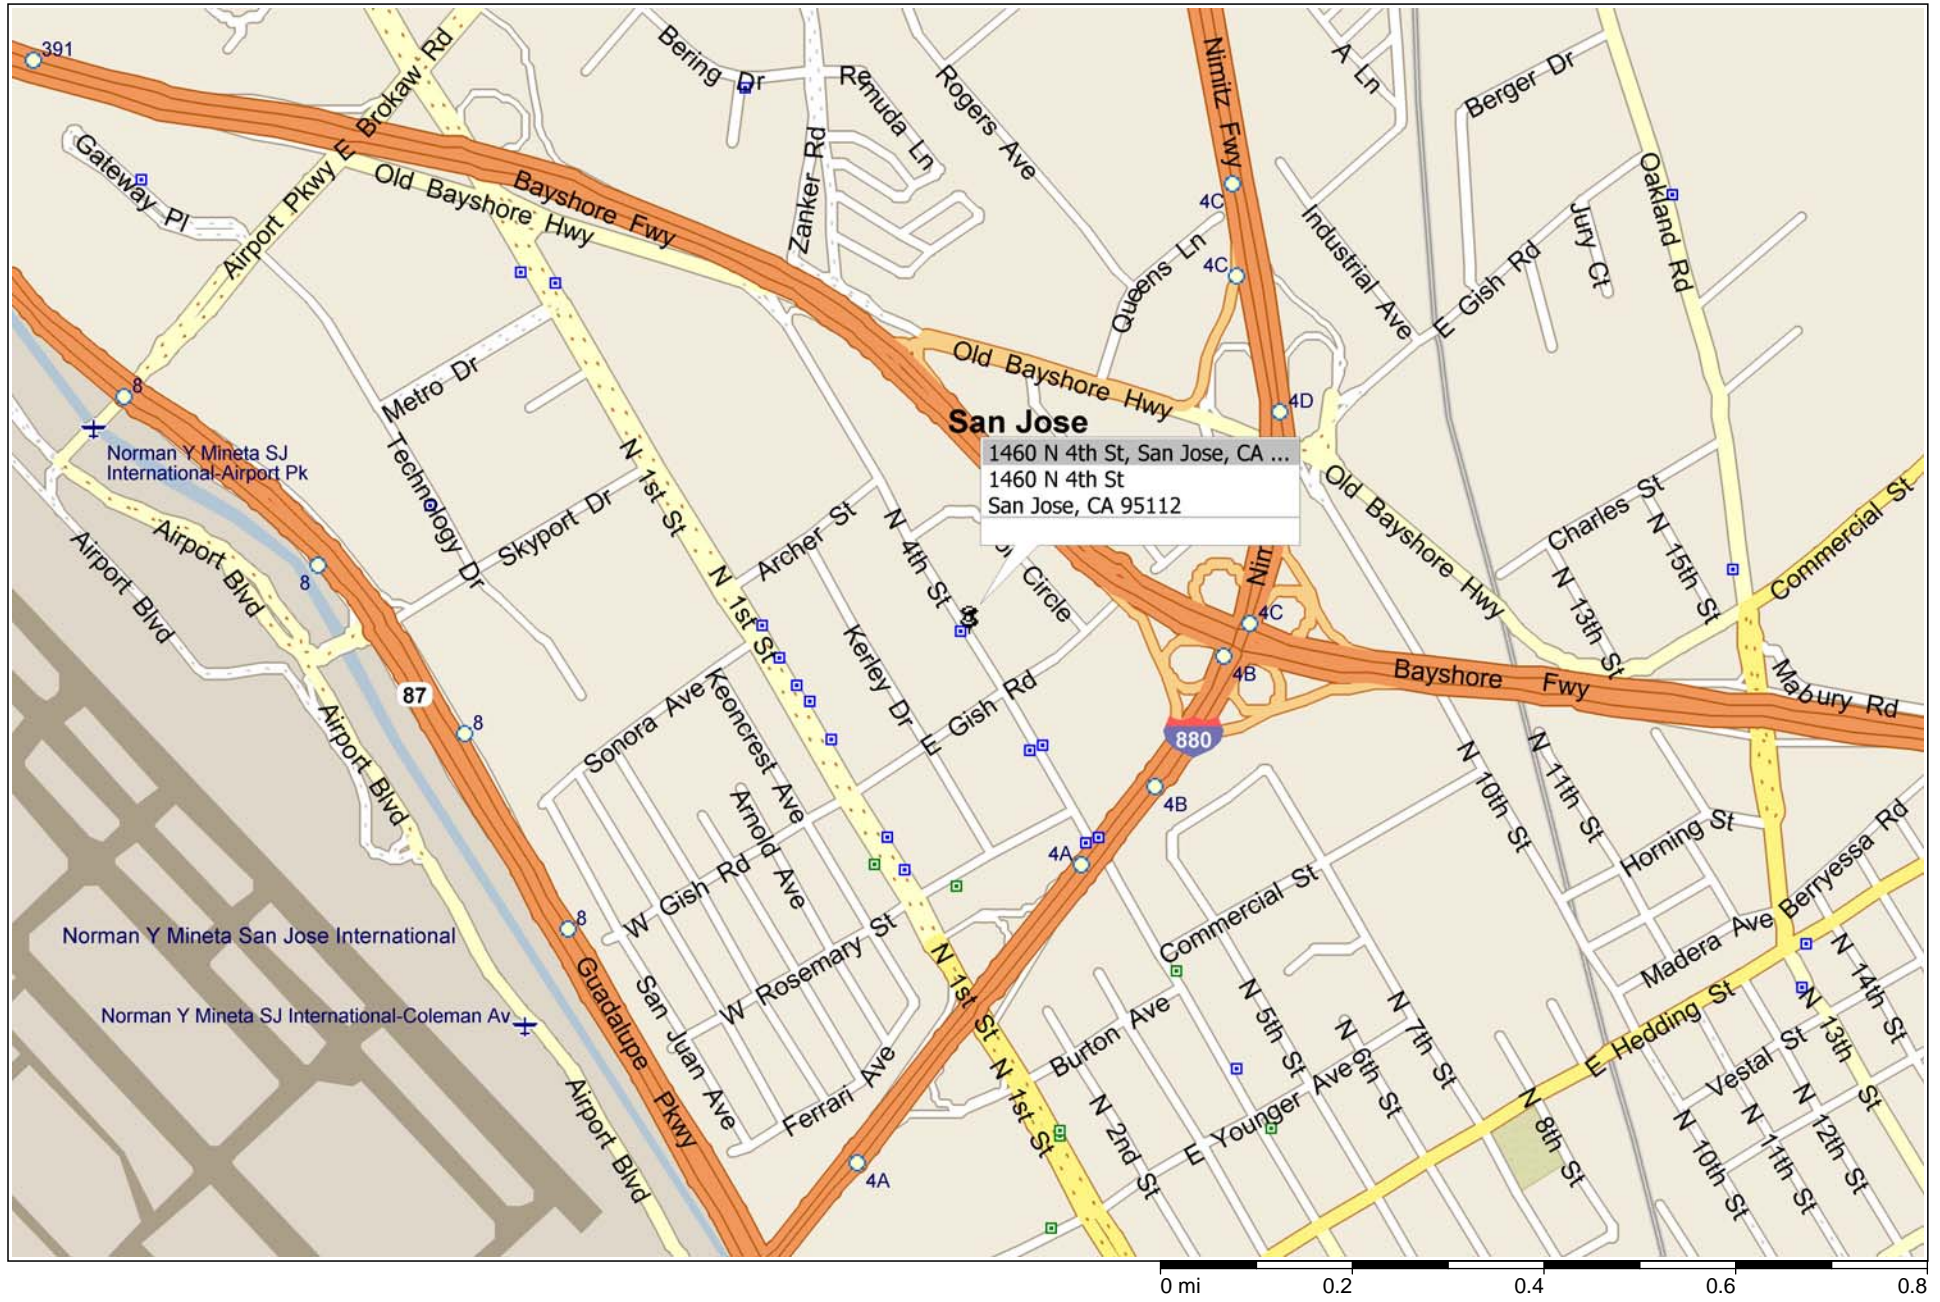 391
E Brokaw Rd
Bering Dr
Remuda Ln
Rogers Ave
Nimitz Fwy
A Ln
Berger Dr
Gateway Pl
Airport Pkwy
Old Bayshore Hwy
Bayshore Fwy
Zanker Rd
4C
Queens Ln
4C
Industrial Ave
E Gish Rd
Jury Ct
Oakland Rd
8
Metro Dr
Old Bayshore Hwy
4D
San Jose
1460 N 4th St, San Jose, CA ...
1460 N 4th St
San Jose, CA 95112
Norman Y Mineta SJ
International-Airport Pk
Technology Dr
N 1st St
Skyport Dr
Archer St
N 4th St
Circle
Old Bayshore Hwy
Charles St
N 15th St
Commercial St
Airport Blvd
Airport Blvd
8
N 1st St
Kerley Dr
4C
4B
N 13th St
Bayshore Fwy
Mabury Rd
87
8
Airport Blvd
Sonora Ave
Keoncrest Ave
E Gish Rd
880
4B
N 10th St
N 11th St
Horning St
Arnold Ave
4A
W Gish Rd
Commercial St
Madera Ave
Berryessa Rd
8
Norman Y Mineta San Jose International
Guadalupe Pkwy
San Juan Ave
W Rosemary St
N 1st St
N 5th St
N 7th St
E Hedding St
N 14th St
N 13th St
Norman Y Mineta SJ International-Coleman Av
Burton Ave
N 6th St
Vestal St
Airport Blvd
Ferrari Ave
N 1st St
N 2nd St
E Younger Ave
N 8th St
N 10th St
N 11th St
N 12th St
4A
0 mi 0.2 0.4 0.6 0.8